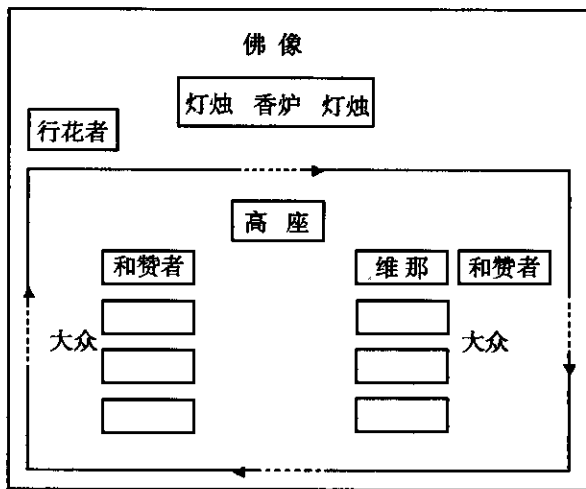 佛像
灯烛 香炉 灯烛
行花者
高座
和赞者 维那 和赞者
大众 大众